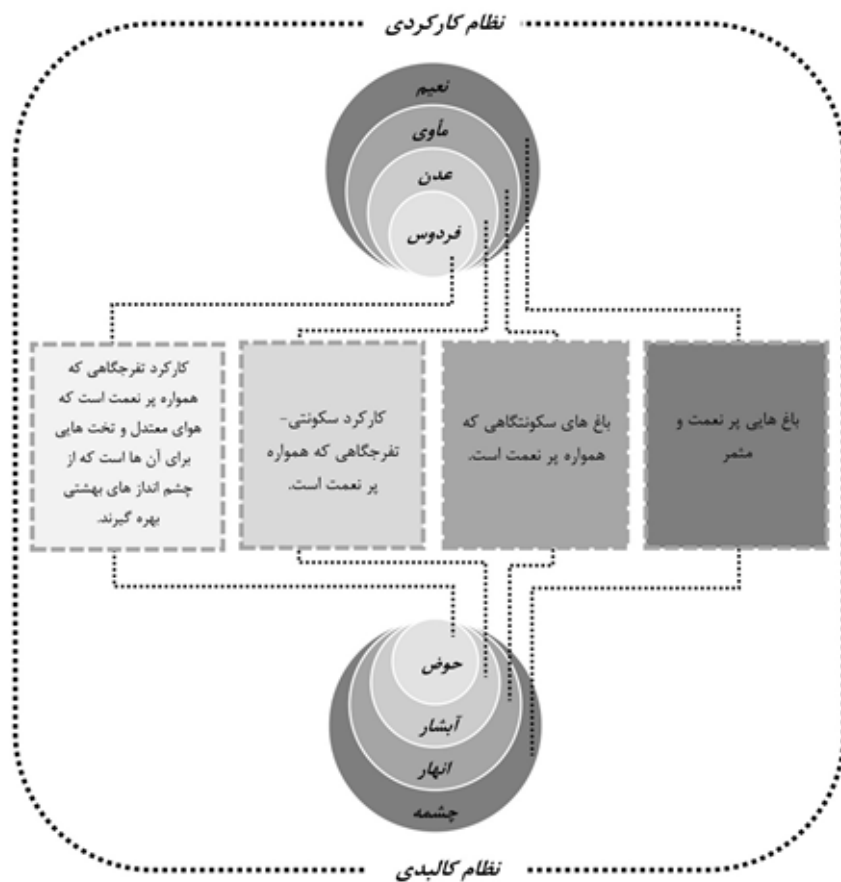 نظام کارکردی
نعیم
مأوی
عدن
فردوس
باغ هایی پر نعمت و
مثمر
باغ های سکونتگاهی که
همواره پر نعمت است.
کارکرد سکونتی-
تفرجگاهی که همواره
پر نعمت است.
کارکرد تفرجگاهی که
همواره پر نعمت است که
هوای معتدل و تخت هایی
برای آن ها است که از
چشم انداز های بهشتی
بهره گیرند.
حوض
آبشار
انهار
چشمه
نظام کالبدی